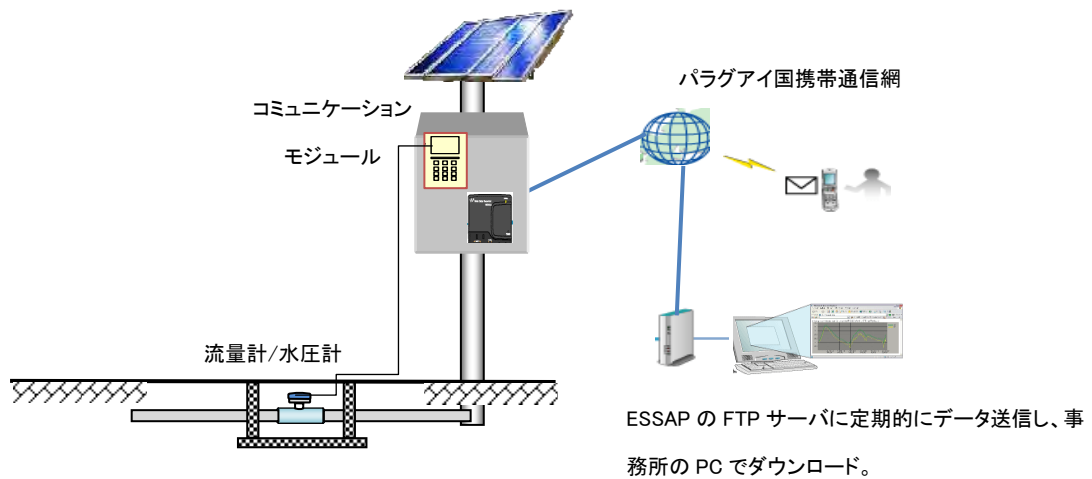 パラグアイ国携帯通信網
コミュニケーション
モジュール
流量計/水圧計
ESSAP の FTP サーバに定期的にデータ送信し、事
務所の PC でダウンロード。